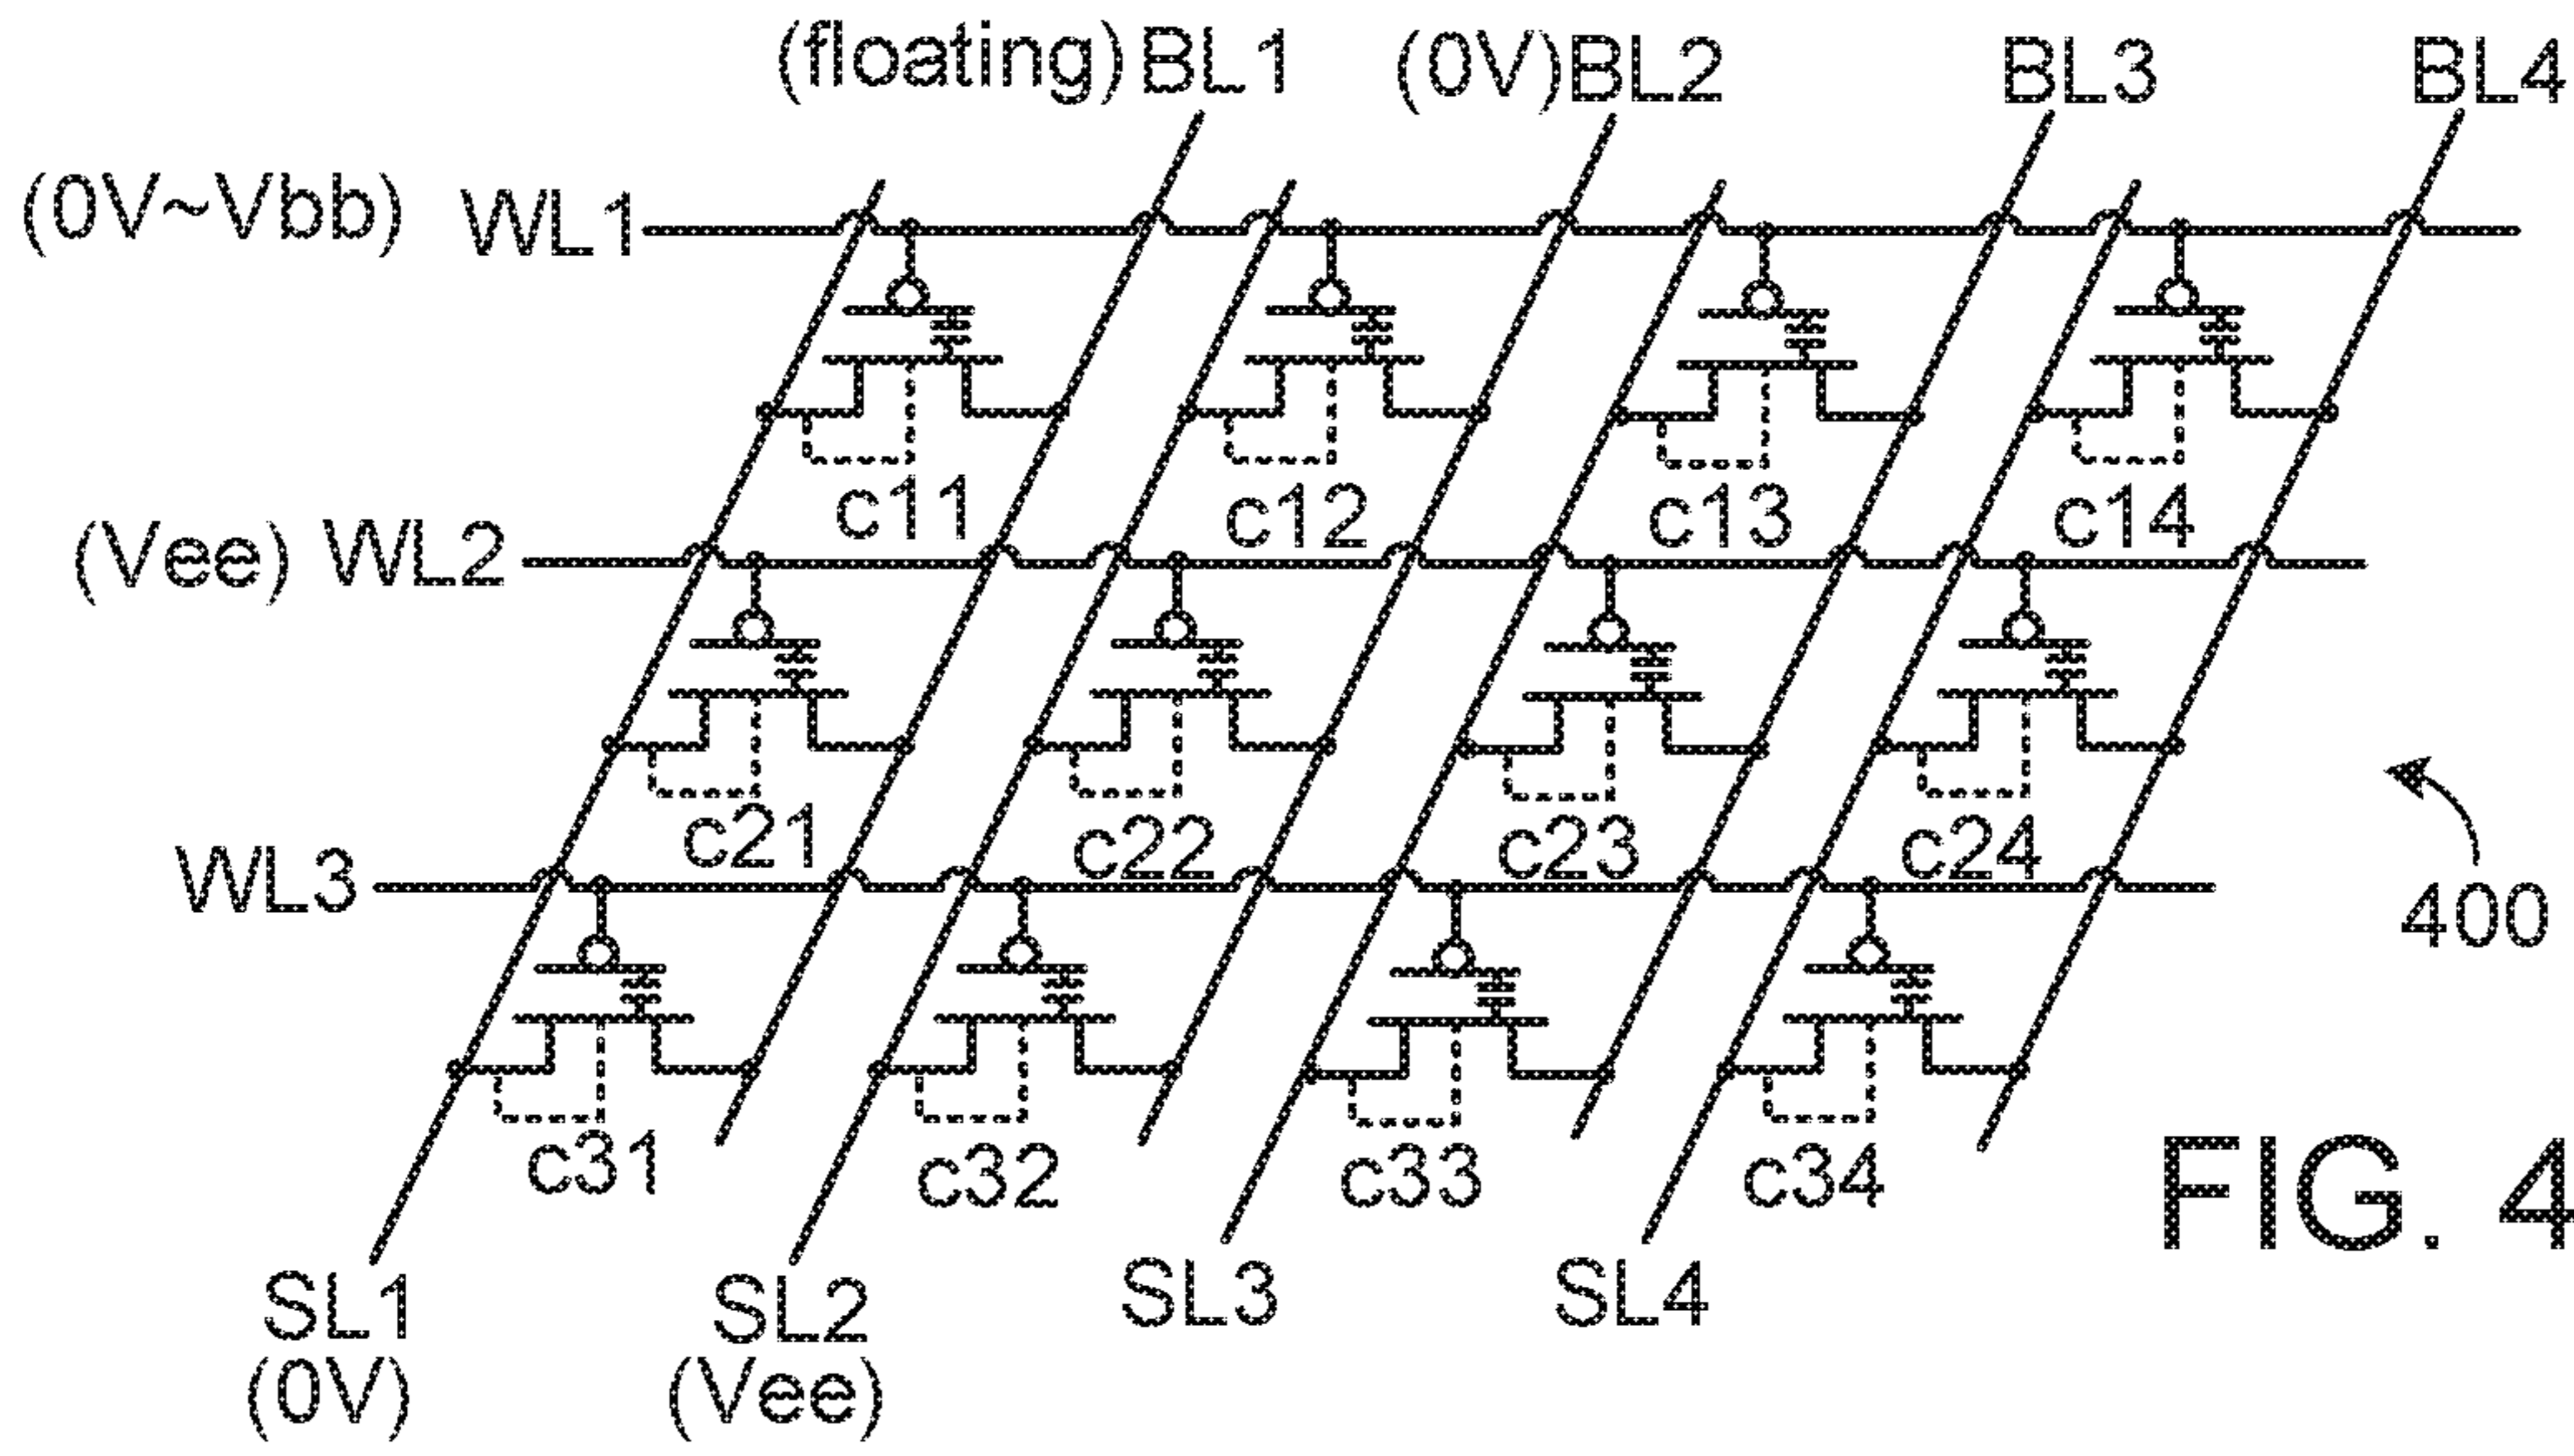 (floating) BL1 (0V) BL2 BL3 BL4
(0V~Vbb) WL1
c11 c12 c13 c14
(Vee) WL2
c21 c22 c23 c24
WL3
400
c31 c32 c33 c34
FIG. 4
SL1 SL2 SL3 SL4
(0V) (Vee)